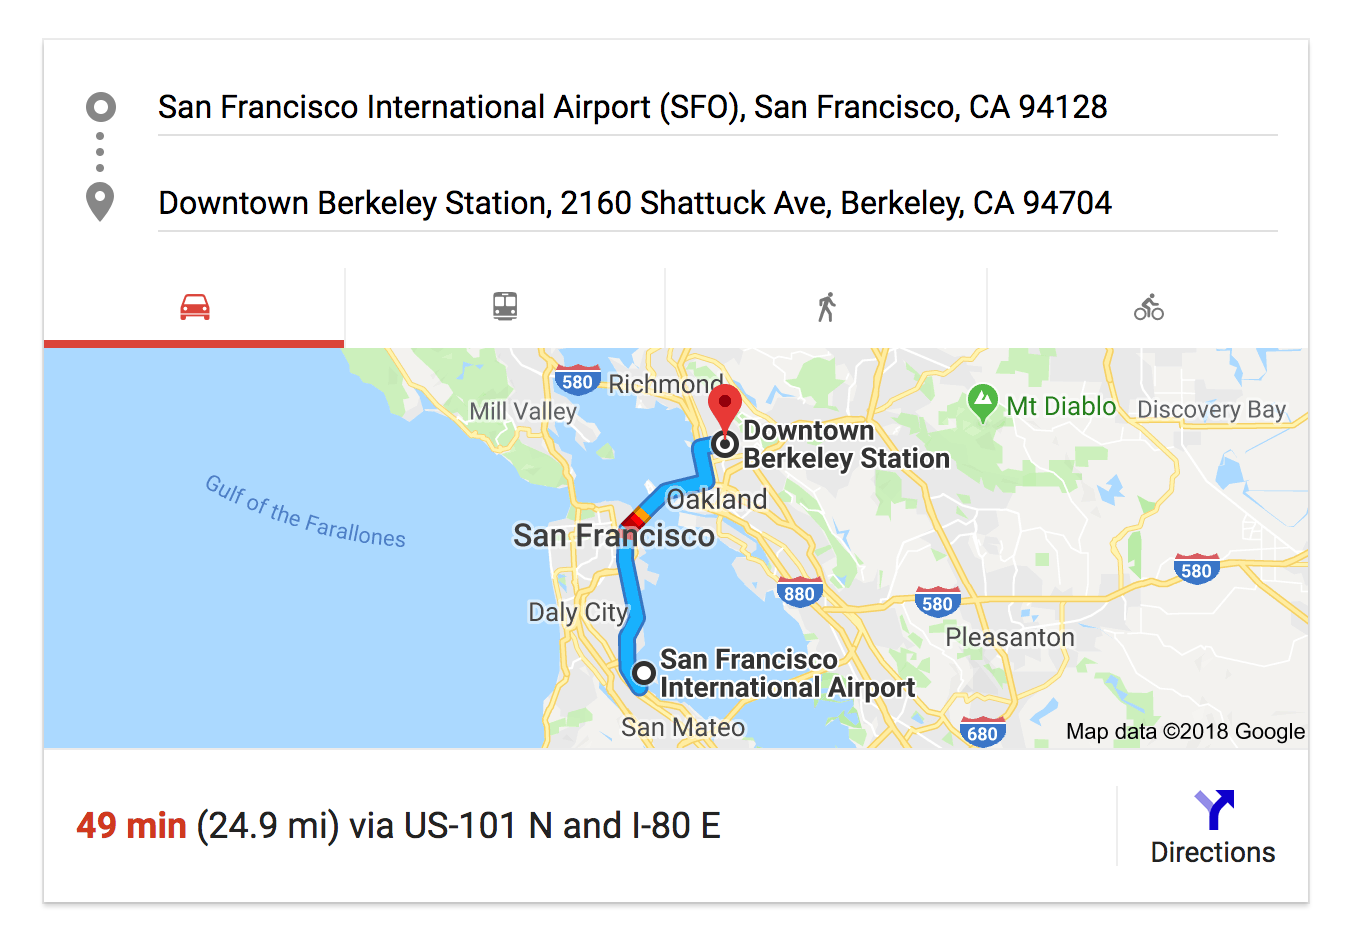 San Francisco International Airport (SFO), San Francisco, CA 94128
Downtown Berkeley Station, 2160 Shattuck Ave, Berkeley, CA 94704
580
Richmond
Mill Valley
Mt Diablo
Discovery Bay
Downtown
Berkeley Station
Gulf of the Farallones
Oakland
San Francisco
580
880
580
Daly City
Pleasanton
San Francisco
International Airport
San Mateo
680
Map data ©2018 Google
49 min (24.9 mi) via US-101 N and I-80 E
Directions